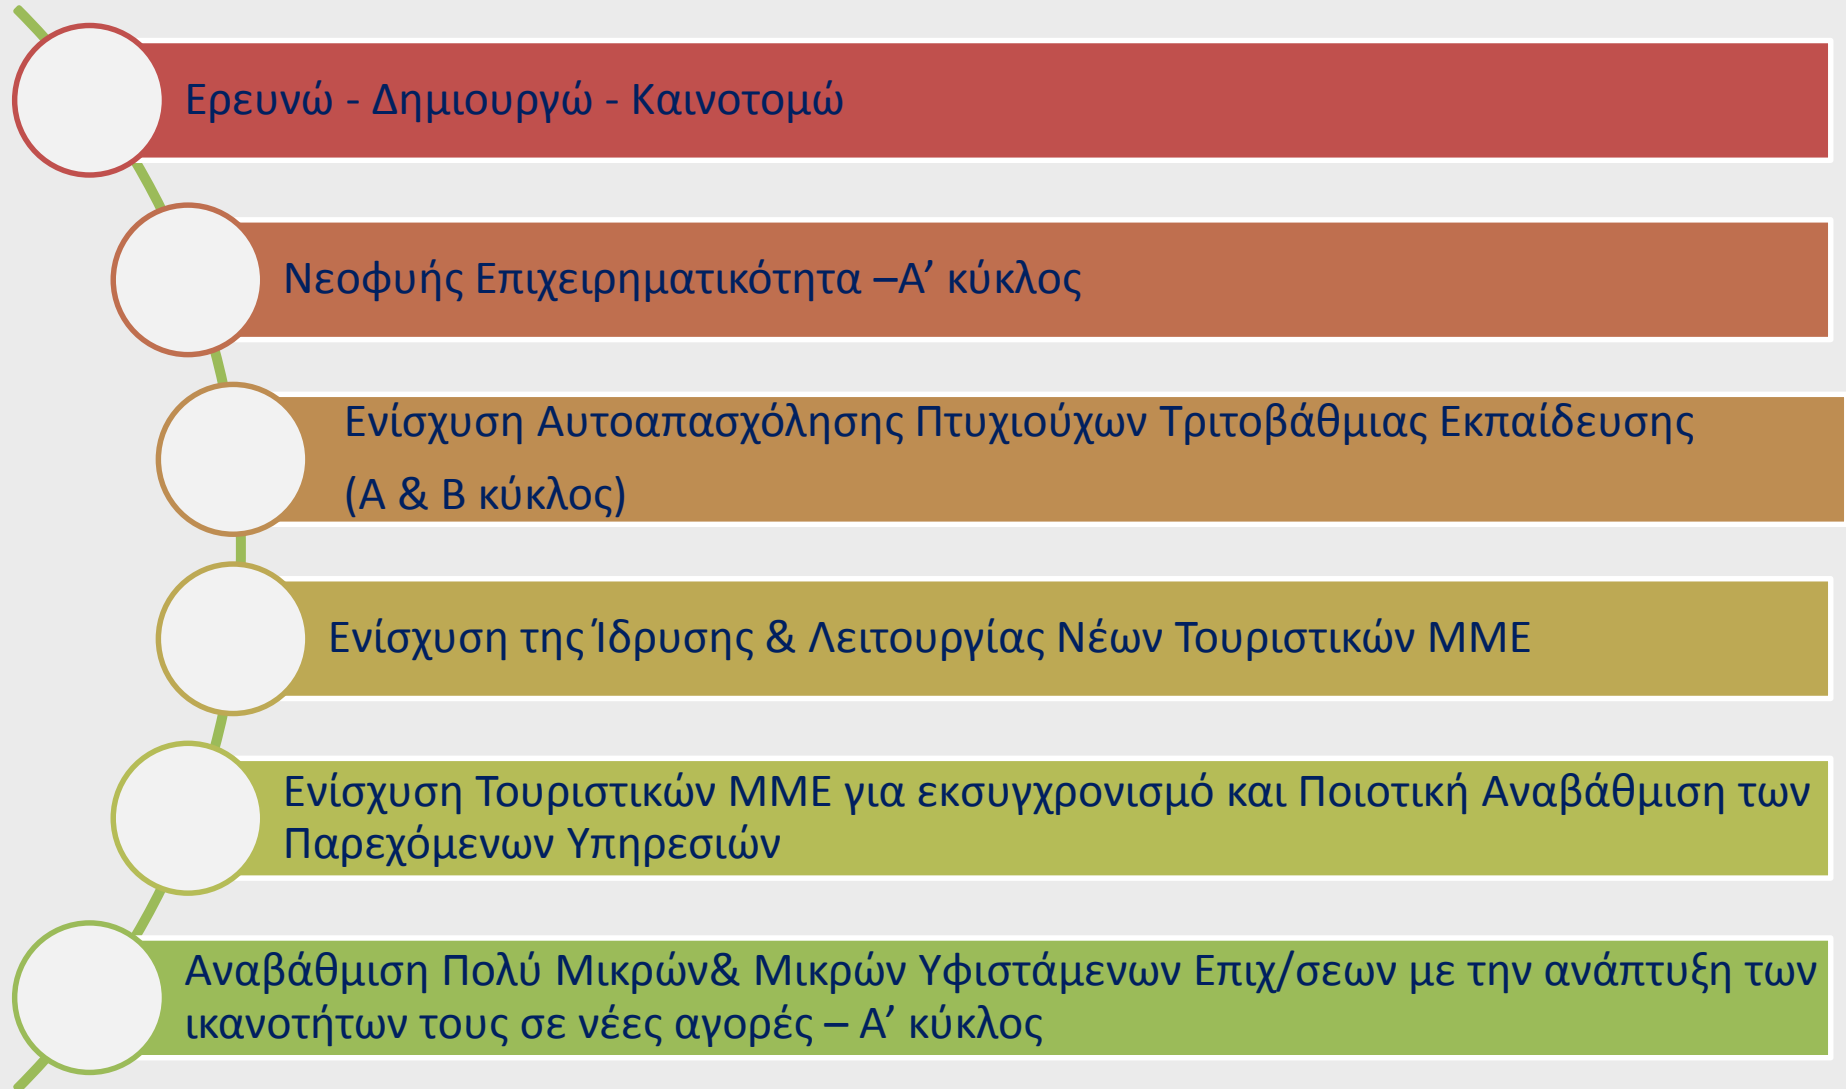 Ερευνώ - Δημιουργώ - Καινοτομώ
Νεοφυής Επιχειρηματικότητα –Α’ κύκλος
Ενίσχυση Αυτοαπασχόλησης Πτυχιούχων Τριτοβάθμιας Εκπαίδευσης
(Α & Β κύκλος)
Ενίσχυση της Ίδρυσης & Λειτουργίας Νέων Τουριστικών ΜΜΕ
Ενίσχυση Τουριστικών ΜΜΕ για εκσυγχρονισμό και Ποιοτική Αναβάθμιση των
Παρεχόμενων Υπηρεσιών
Αναβάθμιση Πολύ Μικρών& Μικρών Υφιστάμενων Επιχ/σεων με την ανάπτυξη των
ικανοτήτων τους σε νέες αγορές – Α’ κύκλος